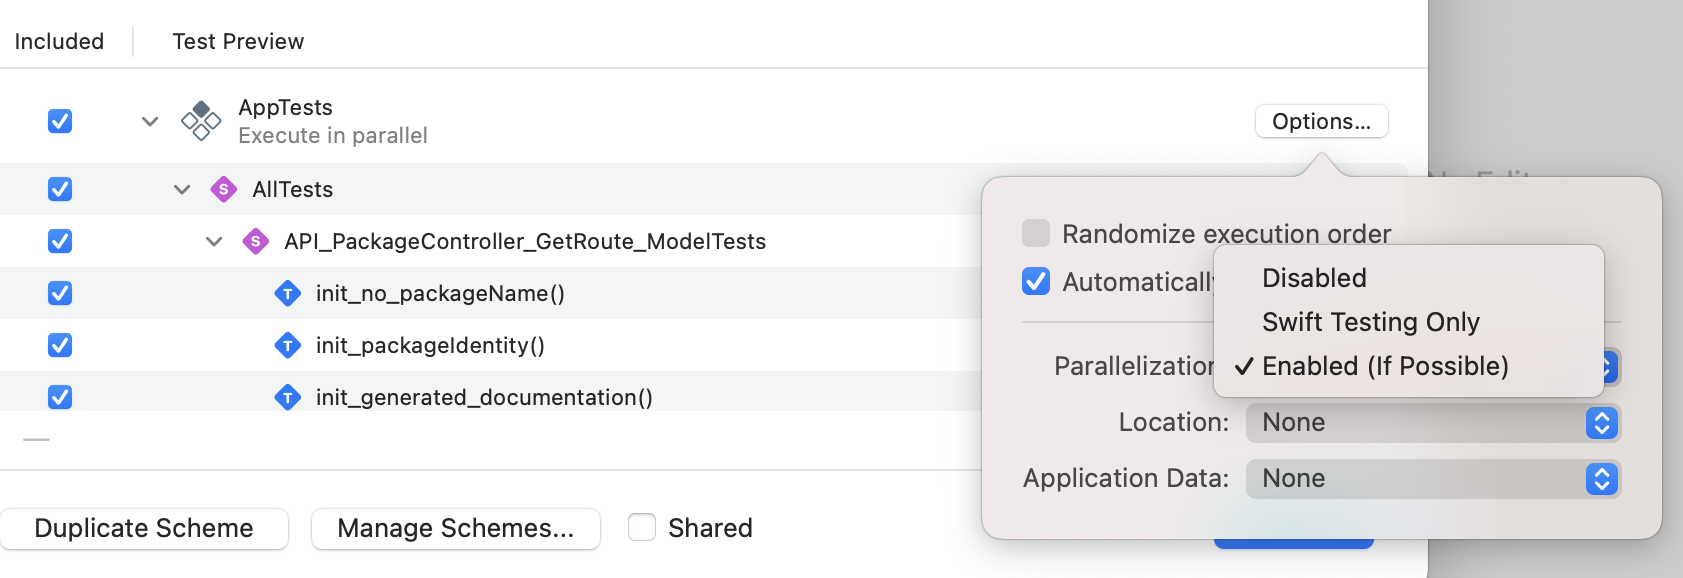 Included Test Preview
AppTests
Execute in parallel
Options...
S AllTests
S API_PackageController_GetRoute_ModelTests
T init_no_packageName()
T init_packageIdentity()
T init_generated_documentation()
Randomize execution order
Automatically
Disabled
Swift Testing Only
Parallelization
✓ Enabled (If Possible)
Location: None
Application Data: None
Duplicate Scheme
Manage Schemes...
Shared